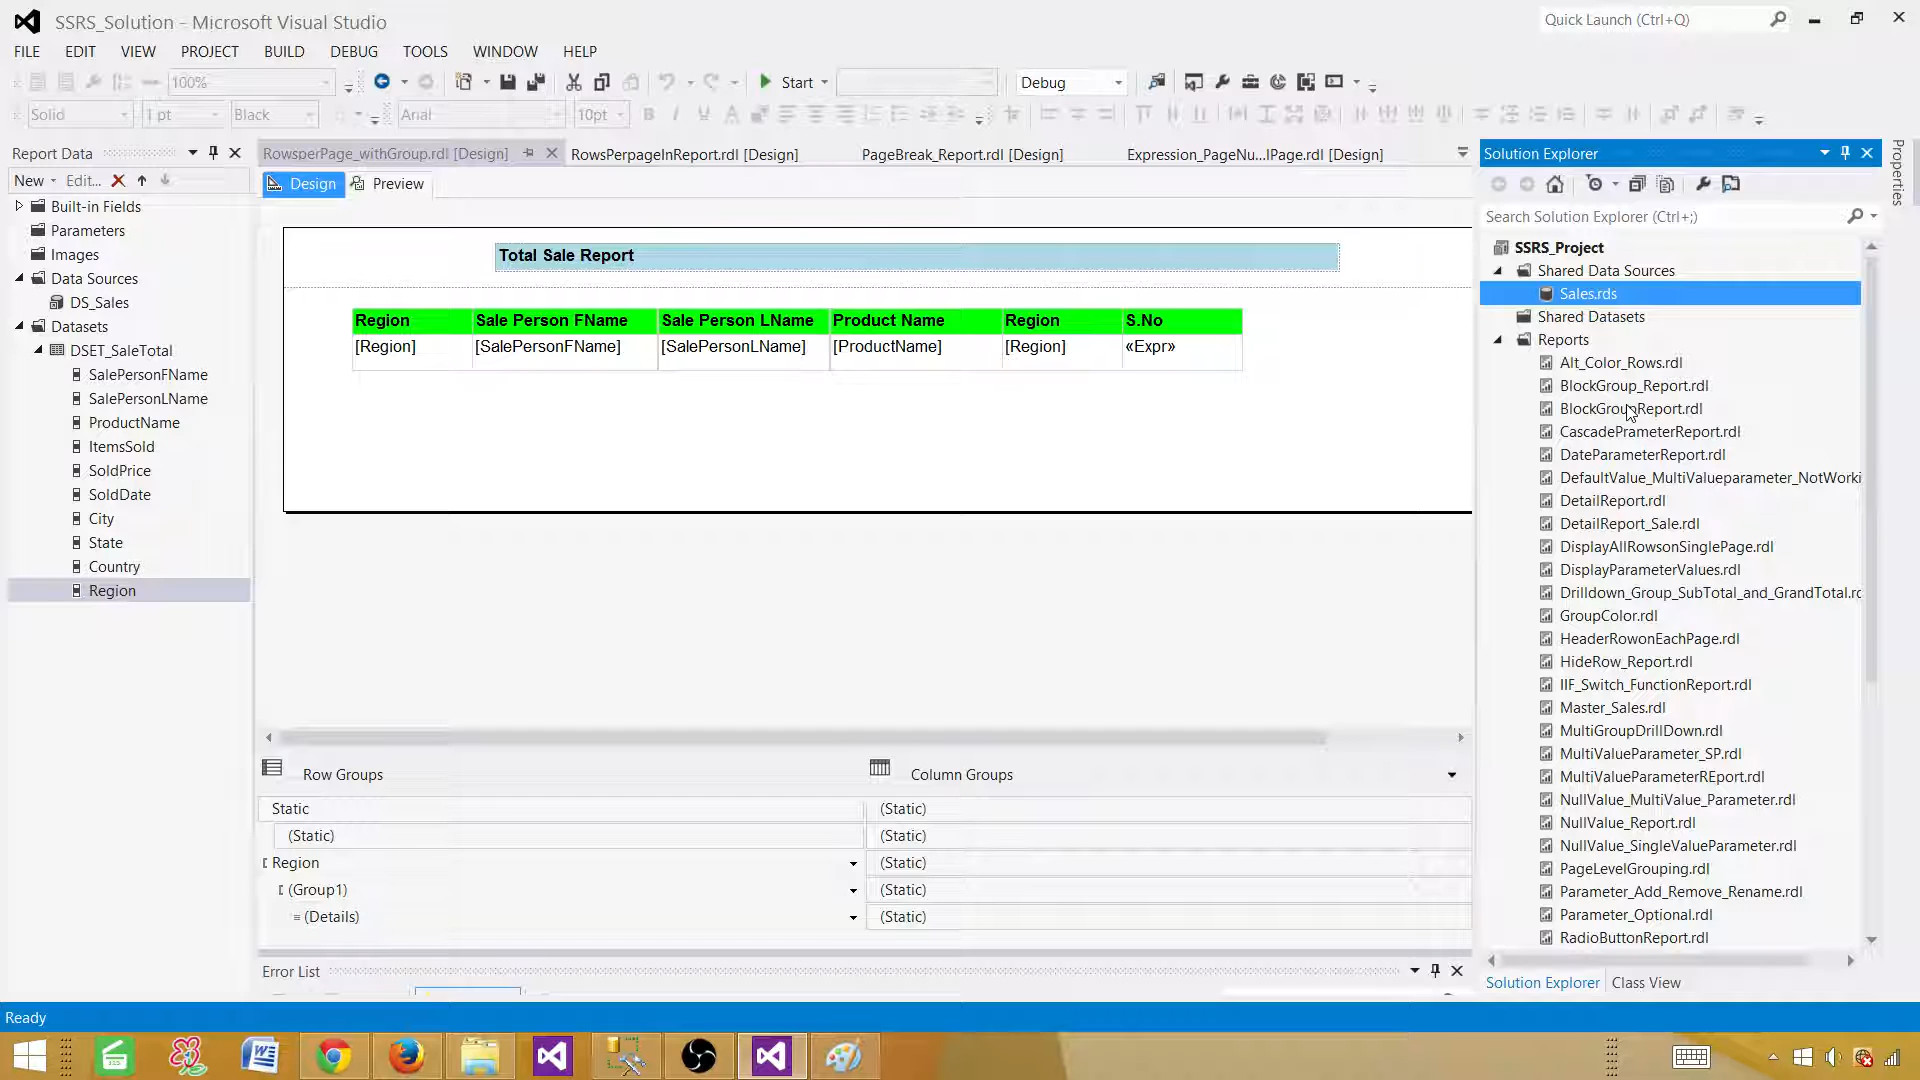 SSRS_Solution - Microsoft Visual Studio
Quick Launch (Ctrl+Q)
FILE EDIT VIEW PROJECT BUILD DEBUG TOOLS WINDOW HELP
100% Start Debug
Solid 1 pt Black Arial 10pt
Report Data
New Edit...
Built-in Fields
Parameters
Images
Data Sources
DS_Sales
Datasets
DSET_SaleTotal
SalePersonFName
SalePersonLName
ProductName
ItemsSold
SoldPrice
SoldDate
City
State
Country
Region
RowsperPage_withGroup.rdl [Design] RowsPerpageInReport.rdl [Design] PageBreak_Report.rdl [Design] Expression_PageNu...lPage.rdl [Design]
Design Preview
Total Sale Report
Region Sale Person FName Sale Person LName Product Name Region S.No
[Region] [SalePersonFName] [SalePersonLName] [ProductName] [Region] «Expr»
Row Groups Column Groups
Static (Static)
(Static) (Static)
Region (Static)
(Group1) (Static)
(Details) (Static)
Error List
Solution Explorer
Search Solution Explorer (Ctrl+;)
SSRS_Project
Shared Data Sources
Sales.rds
Shared Datasets
Reports
Alt_Color_Rows.rdl
BlockGroup_Report.rdl
BlockGroupReport.rdl
CascadePrameterReport.rdl
DateParameterReport.rdl
DefaultValue_MultiValueparameter_NotWorki
DetailReport.rdl
DetailReport_Sale.rdl
DisplayAllRowsonSinglePage.rdl
DisplayParameterValues.rdl
Drilldown_Group_SubTotal_and_GrandTotal.rd
GroupColor.rdl
HeaderRowonEachPage.rdl
HideRow_Report.rdl
IIF_Switch_FunctionReport.rdl
Master_Sales.rdl
MultiGroupDrillDown.rdl
MultiValueParameter_SP.rdl
MultiValueParameterREport.rdl
NullValue_MultiValue_Parameter.rdl
NullValue_Report.rdl
NullValue_SingleValueParameter.rdl
PageLevelGrouping.rdl
Parameter_Add_Remove_Rename.rdl
Parameter_Optional.rdl
RadioButtonReport.rdl
Solution Explorer Class View
Properties
Ready